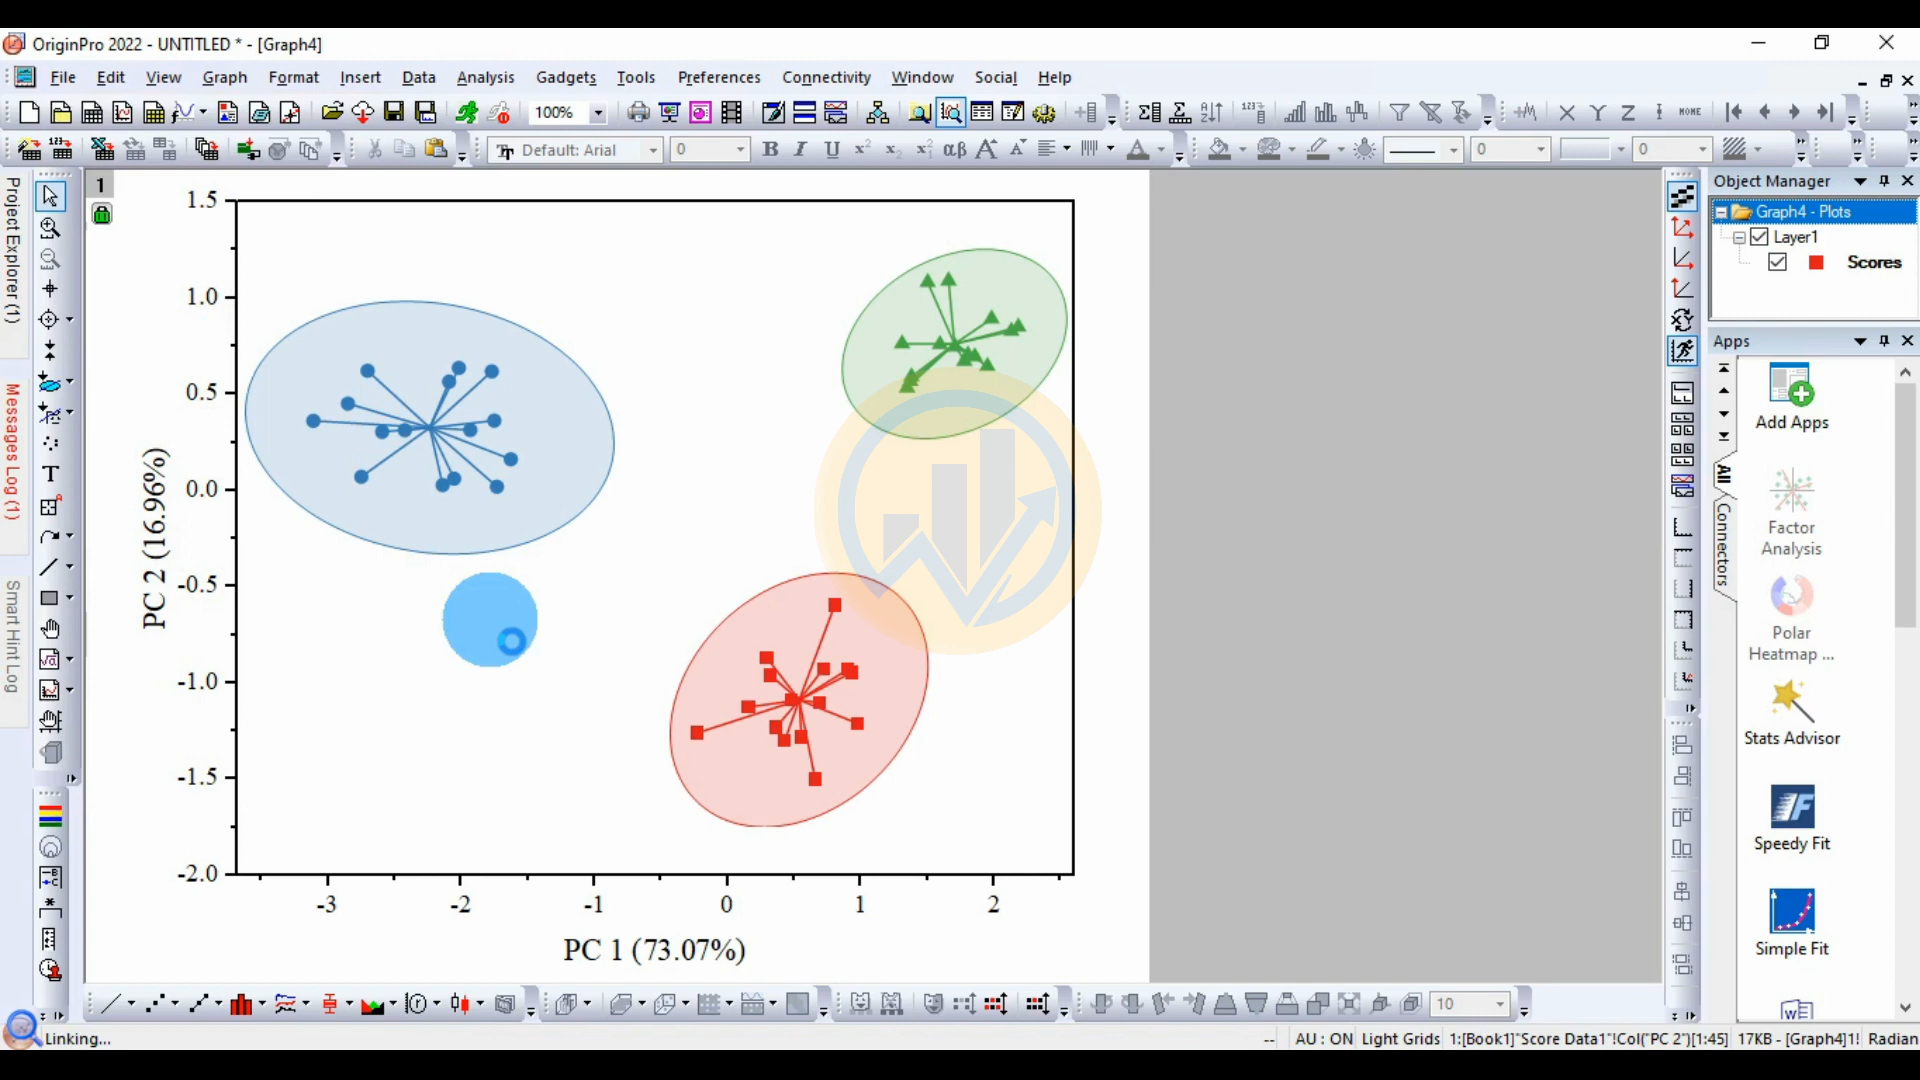 OriginPro 2022 - UNTITLED * - [Graph4]
File Edit View Graph Format Insert Data Analysis Gadgets Tools Preferences Connectivity Window Social Help
100%
Default: Arial 0 B I U αβ A A 0 0
Project Explorer (1)
Messages Log (1)
Smart Hint Log
1
1.5
1.0
0.5
0.0
-0.5
-1.0
-1.5
-2.0
PC 2 (16.96%)
-3 -2 -1 0 1 2
PC 1 (73.07%)
Object Manager
Graph4 - Plots
Layer1
Scores
Apps
All
Connectors
Add Apps
Factor
Analysis
Polar
Heatmap ...
Stats Advisor
Speedy Fit
Simple Fit
10
Linking...
-- AU : ON Light Grids 1:[Book1]"Score Data1"!Col("PC 2")[1:45] 17KB - [Graph4]1! Radian